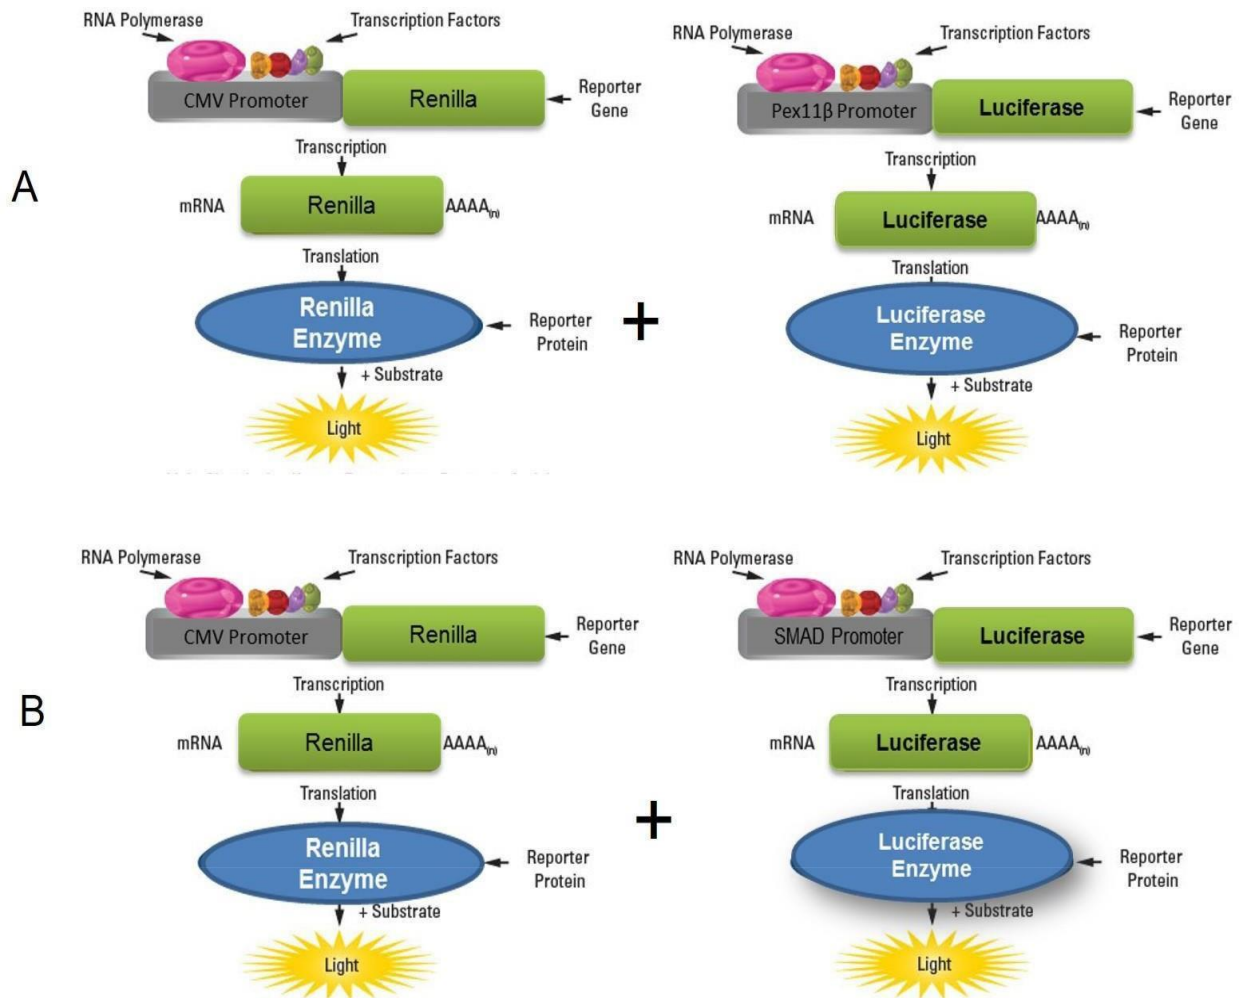 A
RNA Polymerase
Transcription Factors
CMV Promoter
Renilla
Reporter
Gene
Transcription
mRNA
Renilla
AAAA(n)
Translation
Renilla
Enzyme
Reporter
Protein
+ Substrate
Light
+
RNA Polymerase
Transcription Factors
Pex11β Promoter
Luciferase
Reporter
Gene
Transcription
mRNA
Luciferase
AAAA(n)
Translation
Luciferase
Enzyme
Reporter
Protein
+ Substrate
Light
B
RNA Polymerase
Transcription Factors
CMV Promoter
Renilla
Reporter
Gene
Transcription
mRNA
Renilla
AAAA(n)
Translation
Renilla
Enzyme
Reporter
Protein
+ Substrate
Light
+
RNA Polymerase
Transcription Factors
SMAD Promoter
Luciferase
Reporter
Gene
Transcription
mRNA
Luciferase
AAAA(n)
Translation
Luciferase
Enzyme
Reporter
Protein
+ Substrate
Light